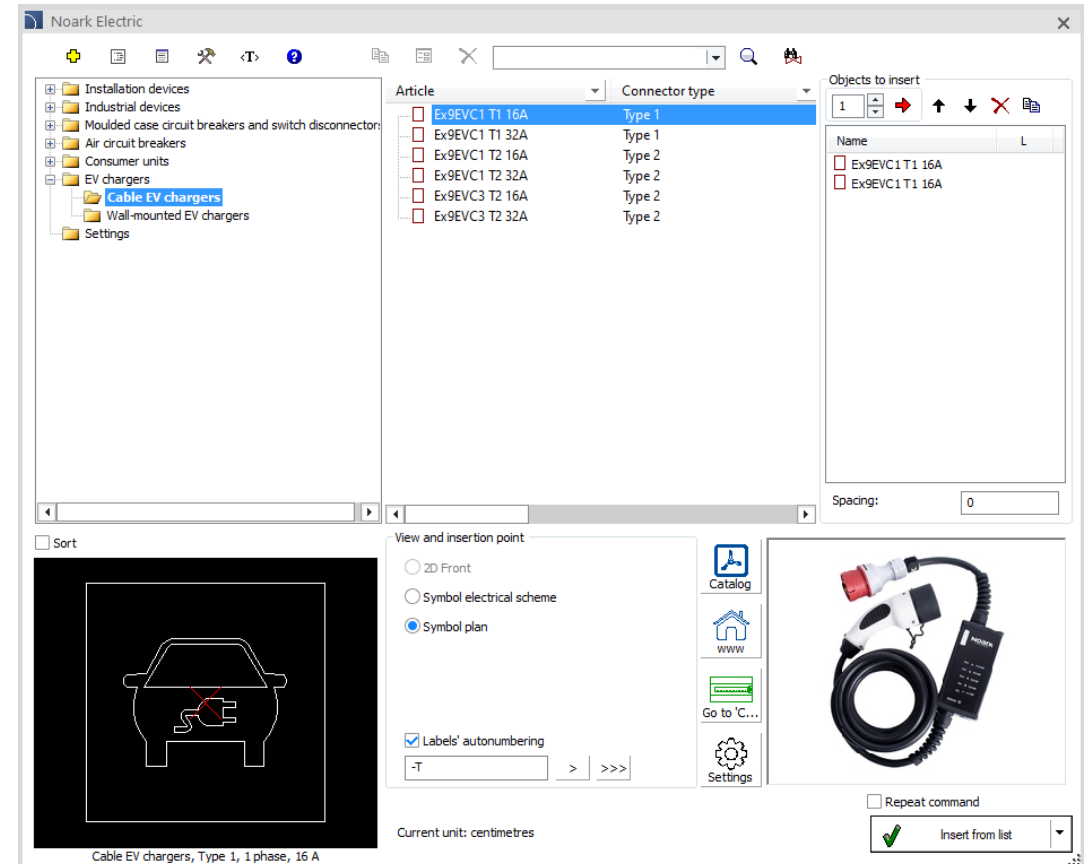 Noark Electric
<T>
Installation devices
Industrial devices
Moulded case circuit breakers and switch disconnectors
Air circuit breakers
Consumer units
EV chargers
Cable EV chargers
Wall-mounted EV chargers
Settings
Article Connector type
Ex9EVC1 T1 16A Type 1
Ex9EVC1 T1 32A Type 1
Ex9EVC1 T2 16A Type 2
Ex9EVC1 T2 32A Type 2
Ex9EVC3 T2 16A Type 2
Ex9EVC3 T2 32A Type 2
Objects to insert
1
Name L
Ex9EVC1 T1 16A
Ex9EVC1 T1 16A
Spacing: 0
Sort
Cable EV chargers, Type 1, 1 phase, 16 A
View and insertion point
2D Front
Symbol electrical scheme
Symbol plan
Labels' autonumbering
-T > >>>
Current unit: centimetres
Catalog
www
Go to 'C...
Settings
NOARK
Repeat command
Insert from list